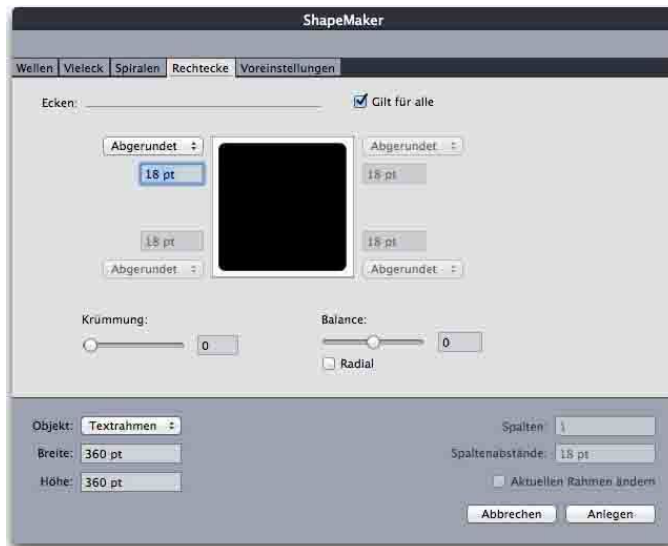 ShapeMaker
Wellen Vieleck Spiralen Rechtecke Voreinstellungen
Ecken: Gilt für alle
Abgerundet Abgerundet
18 pt 18 pt
18 pt 18 pt
Abgerundet Abgerundet
Krümmung: Balance:
0 0
Radial
Objekt: Textrahmen Spalten: 1
Breite: 360 pt Spaltenabstände: 18 pt
Höhe: 360 pt Aktuellen Rahmen ändern
Abbrechen Anlegen